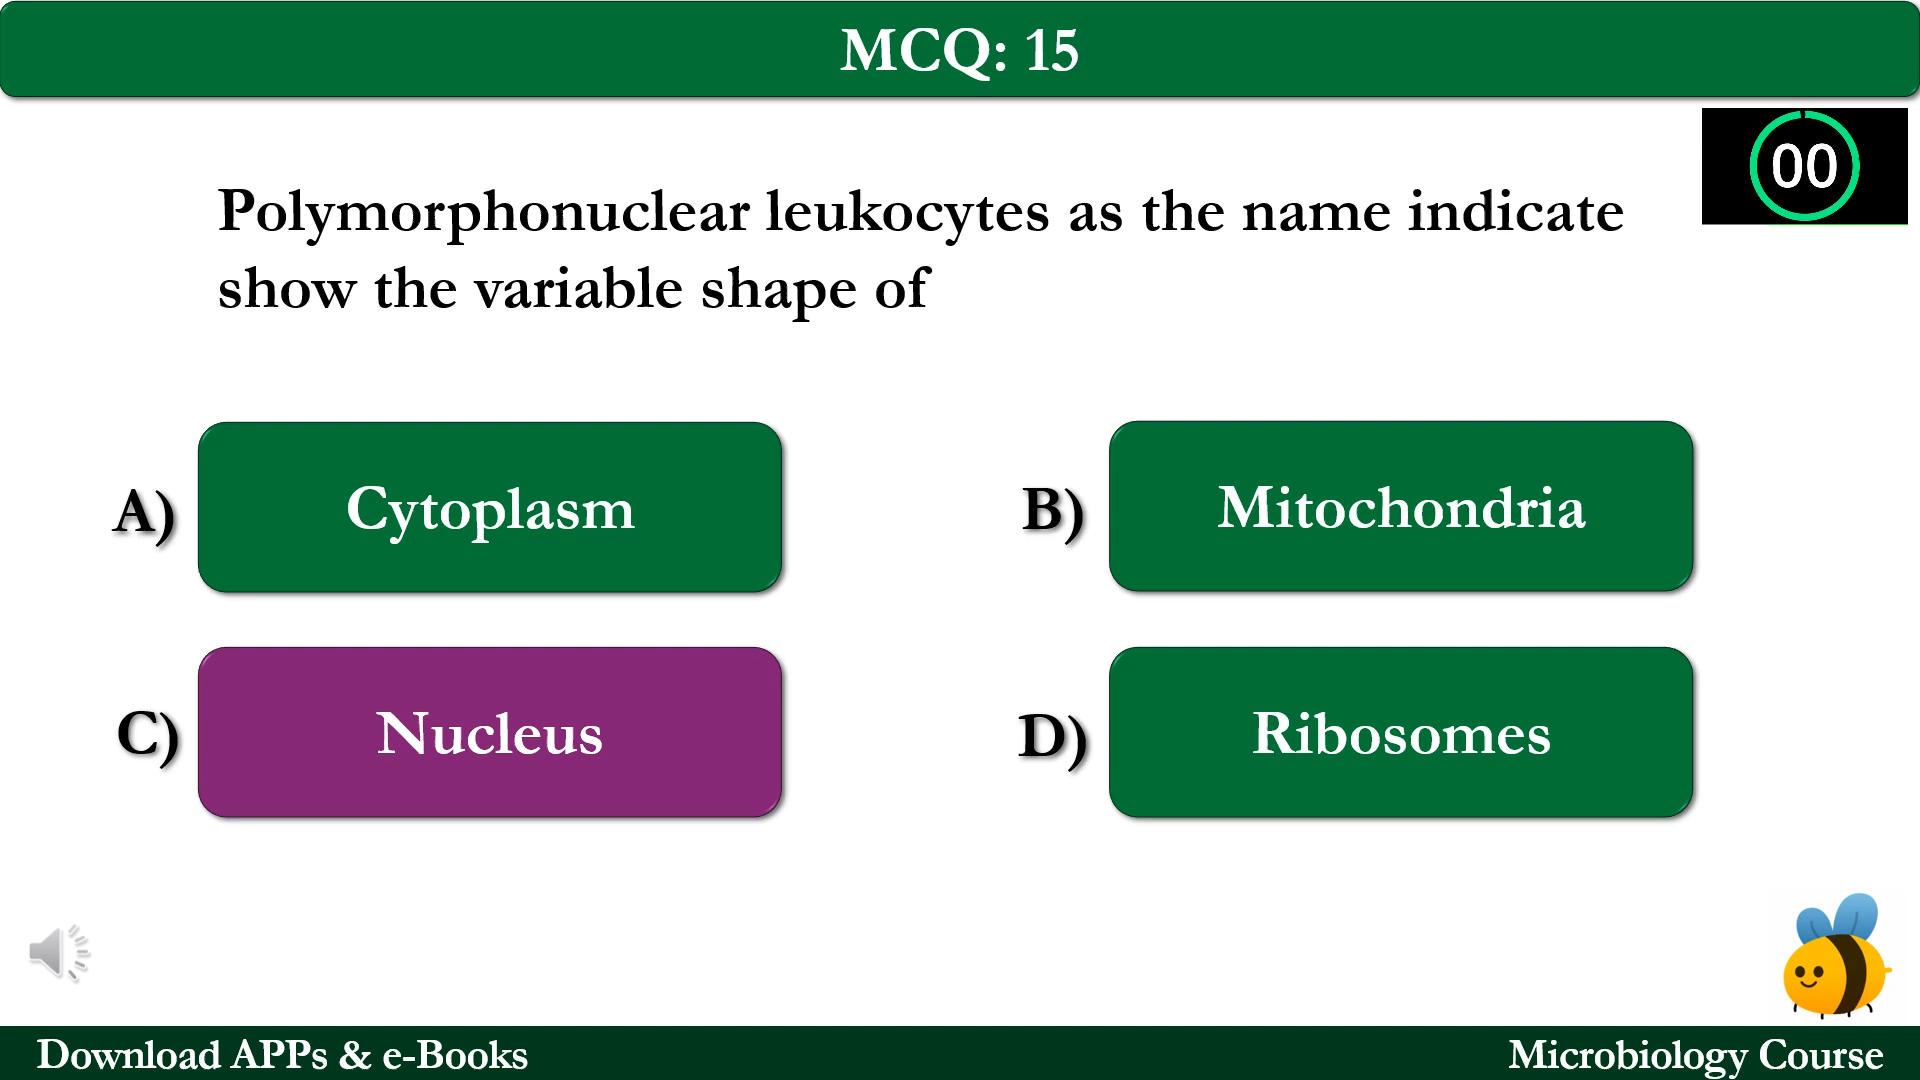 MCQ: 15
00
Polymorphonuclear leukocytes as the name indicate
show the variable shape of
A) Cytoplasm
B) Mitochondria
C) Nucleus
D) Ribosomes
Download APPs & e-Books
Microbiology Course